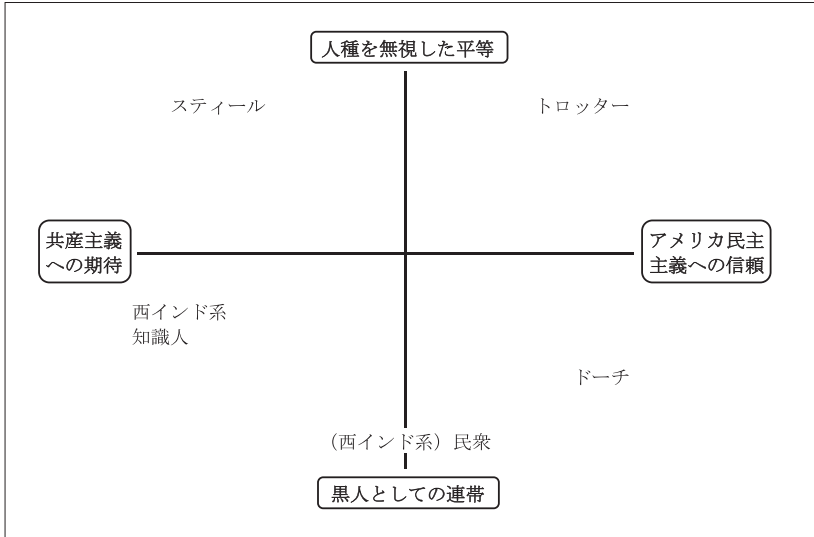 人種を無視した平等
スティール
トロッター
共産主義
への期待
アメリカ民主
主義への信頼
西インド系
知識人
ドーチ
（西インド系）民衆
黒人としての連帯